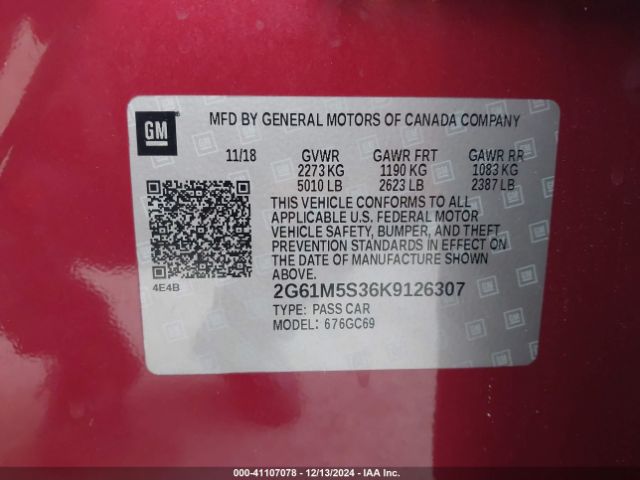 GM
MFD BY GENERAL MOTORS OF CANADA COMPANY
11/18 GVWR GAWR FRT GAWR RR
2273 KG 1190 KG 1083 KG
5010 LB 2623 LB 2387 LB
THIS VEHICLE CONFORMS TO ALL
APPLICABLE U.S. FEDERAL MOTOR
VEHICLE SAFETY, BUMPER, AND THEFT
PREVENTION STANDARDS IN EFFECT ON
THE DATE OF MANUFACTURE SHOWN
ABOVE.
4E4B
2G61M5S36K9126307
TYPE: PASS CAR
MODEL: 676GC69
000-41107078 - 12/13/2024 - IAA Inc.